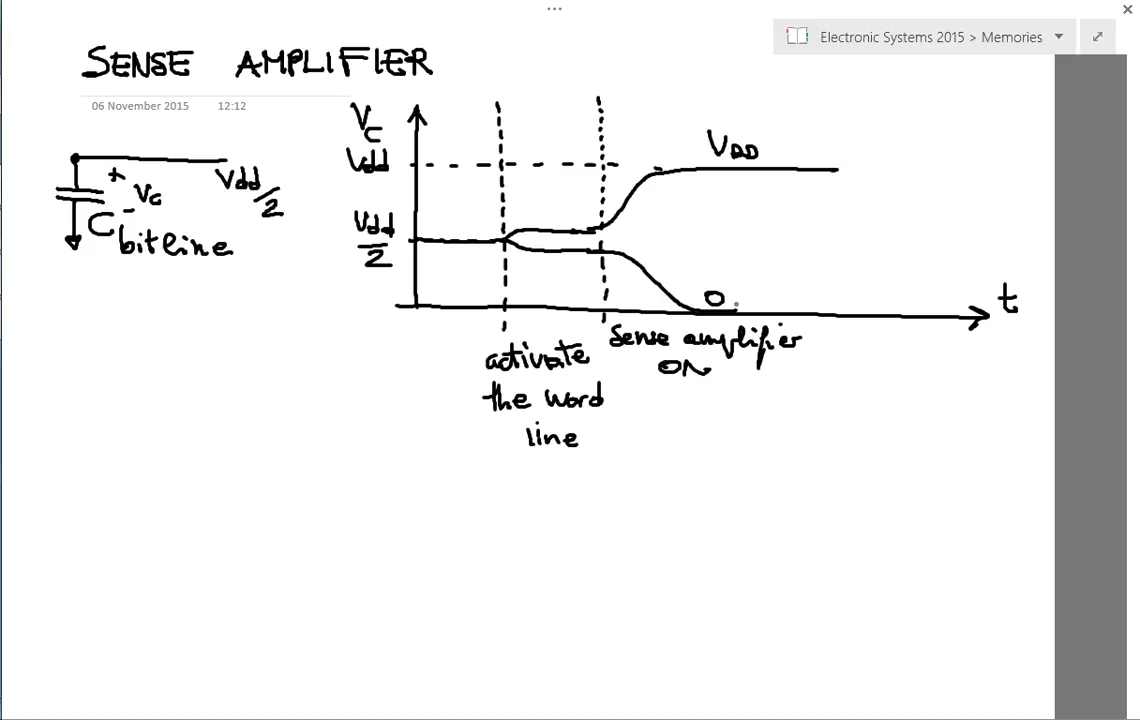 ...
Electronic Systems 2015 > Memories
SENSE AMPLIFIER
06 November 2015 12:12
Vc
Vdd
VDD
+
Vc
-
Vdd/2
C bitline
Vdd/2
0
t
sense amplifier
ON
activate
the word
line